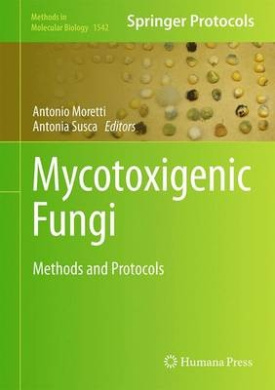 Methods in
Molecular Biology 1542
Springer Protocols
Antonio Moretti
Antonia Susca Editors
Mycotoxigenic
Fungi
Methods and Protocols
Humana Press